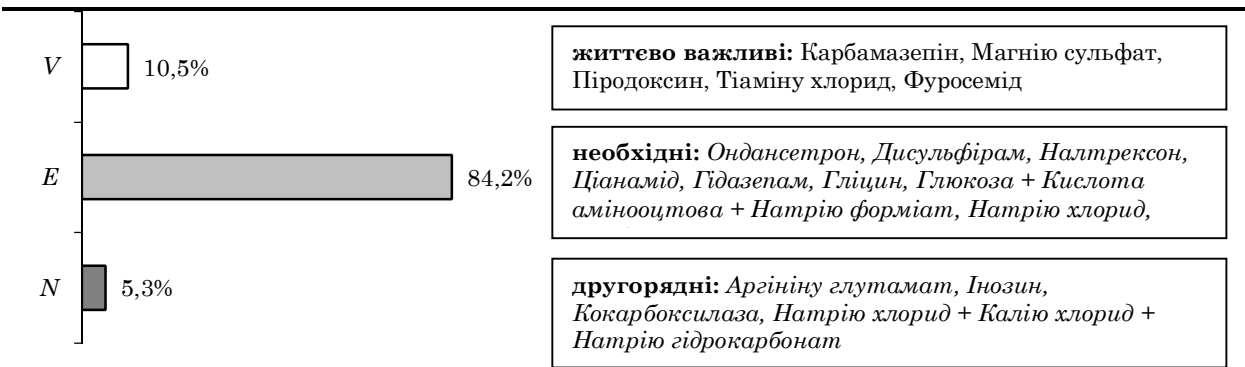 V
10,5%
життєво важливі: Карбамазепін, Магнію сульфат,
Піродоксин, Тіаміну хлорид, Фуросемід
E
84,2%
необхідні: Ондансетрон, Дисульфірам, Налтрексон,
Ціанамід, Гідазепам, Гліцин, Глюкоза + Кислота
амінооцтова + Натрію форміат, Натрію хлорид,
N
5,3%
другорядні: Аргініну глутамат, Інозин,
Кокарбоксилаза, Натрію хлорид + Калію хлорид +
Натрію гідрокарбонат